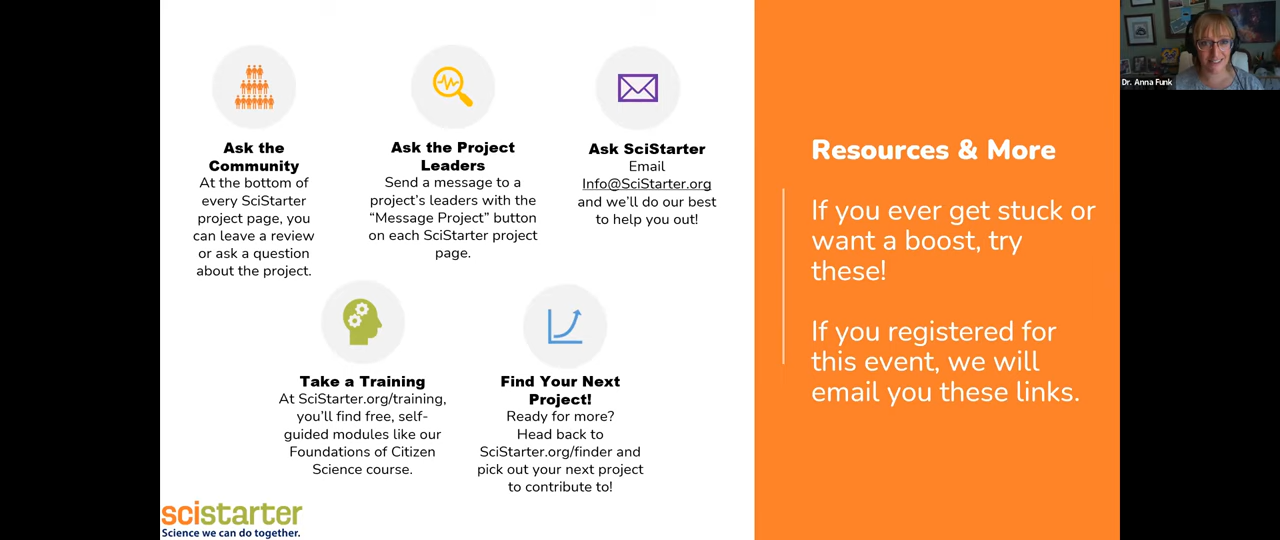 Ask the
Community
At the bottom of
every SciStarter
project page, you
can leave a review
or ask a question
about the project.
Ask the Project
Leaders
Send a message to a
project’s leaders with the
“Message Project” button
on each SciStarter project
page.
Ask SciStarter
Email
Info@SciStarter.org
and we’ll do our best
to help you out!
Take a Training
At SciStarter.org/training,
you’ll find free, self-
guided modules like our
Foundations of Citizen
Science course.
Find Your Next
Project!
Ready for more?
Head back to
SciStarter.org/finder and
pick out your next project
to contribute to!
scistarter
Science we can do together.
Resources & More
If you ever get stuck or
want a boost, try
these!
If you registered for
this event, we will
email you these links.
Dr. Anna Funk